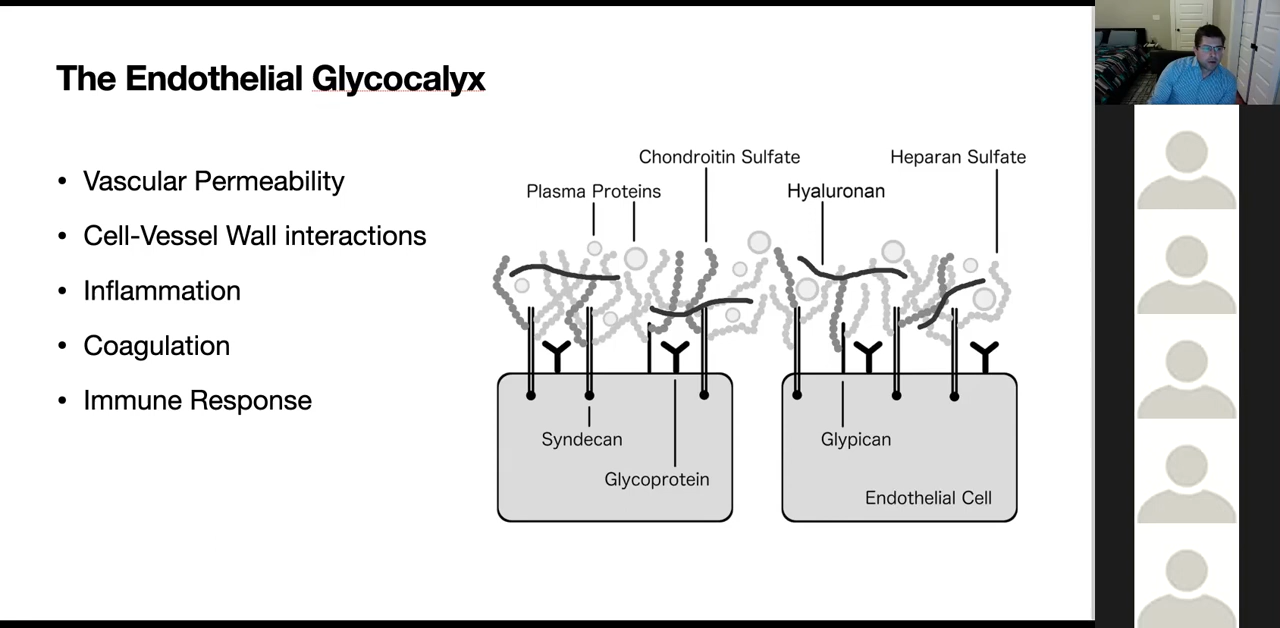 The Endothelial Glycocalyx
• Vascular Permeability
• Cell-Vessel Wall interactions
• Inflammation
• Coagulation
• Immune Response
Chondroitin Sulfate
Heparan Sulfate
Plasma Proteins
Hyaluronan
Syndecan
Glypican
Glycoprotein
Endothelial Cell